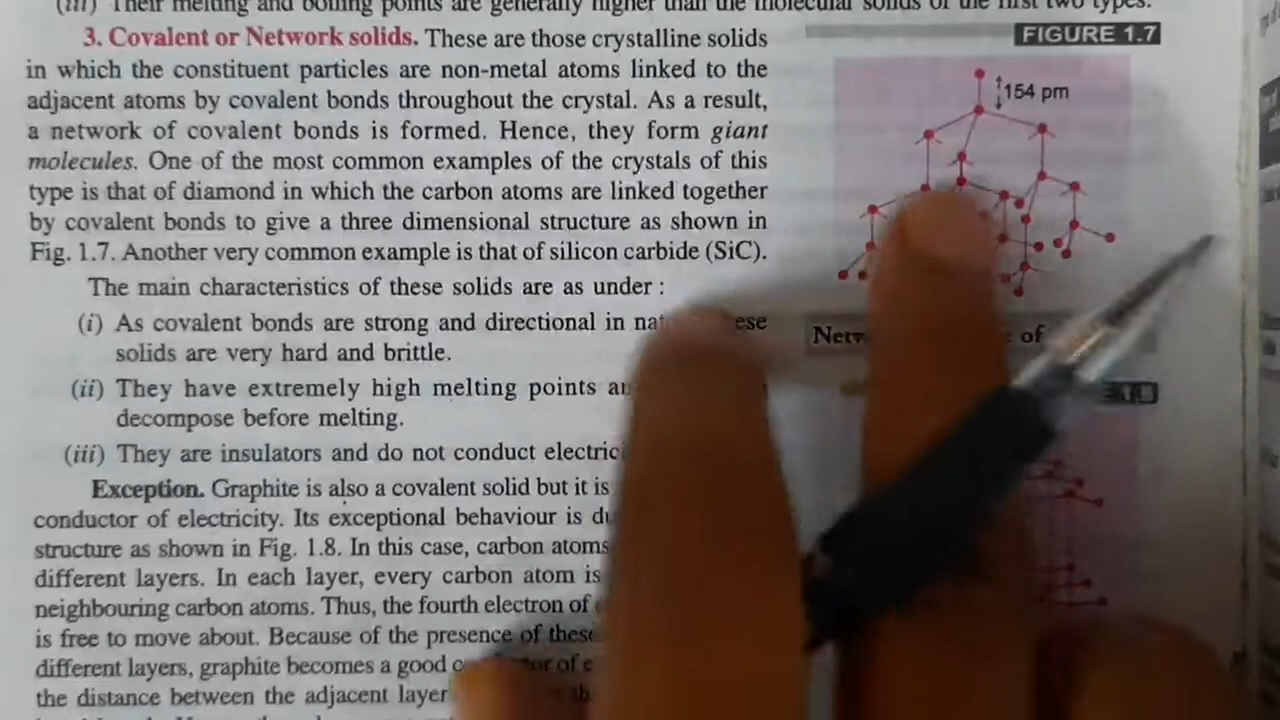 (iii) Their melting and boiling points are generally higher than the molecular solids of the first two types.
3. Covalent or Network solids. These are those crystalline solids
in which the constituent particles are non-metal atoms linked to the
adjacent atoms by covalent bonds throughout the crystal. As a result,
a network of covalent bonds is formed. Hence, they form giant
molecules. One of the most common examples of the crystals of this
type is that of diamond in which the carbon atoms are linked together
by covalent bonds to give a three dimensional structure as shown in
Fig. 1.7. Another very common example is that of silicon carbide (SiC).
The main characteristics of these solids are as under :
(i) As covalent bonds are strong and directional in
solids are very hard and brittle.
(ii) They have extremely high melting points
decompose before melting.
(iii) They are insulators and do not conduct
Exception. Graphite is also a covalent solid but it is
conductor of electricity. Its exceptional behaviour is
structure as shown in Fig. 1.8. In this case, carbon atoms
different layers. In each layer, every carbon atom is
neighbouring carbon atoms. Thus, the fourth electron of
is free to move about. Because of the presence of these
different layers, graphite becomes a good of
the distance between the adjacent
FIGURE 1.7
154 pm
of
1.8